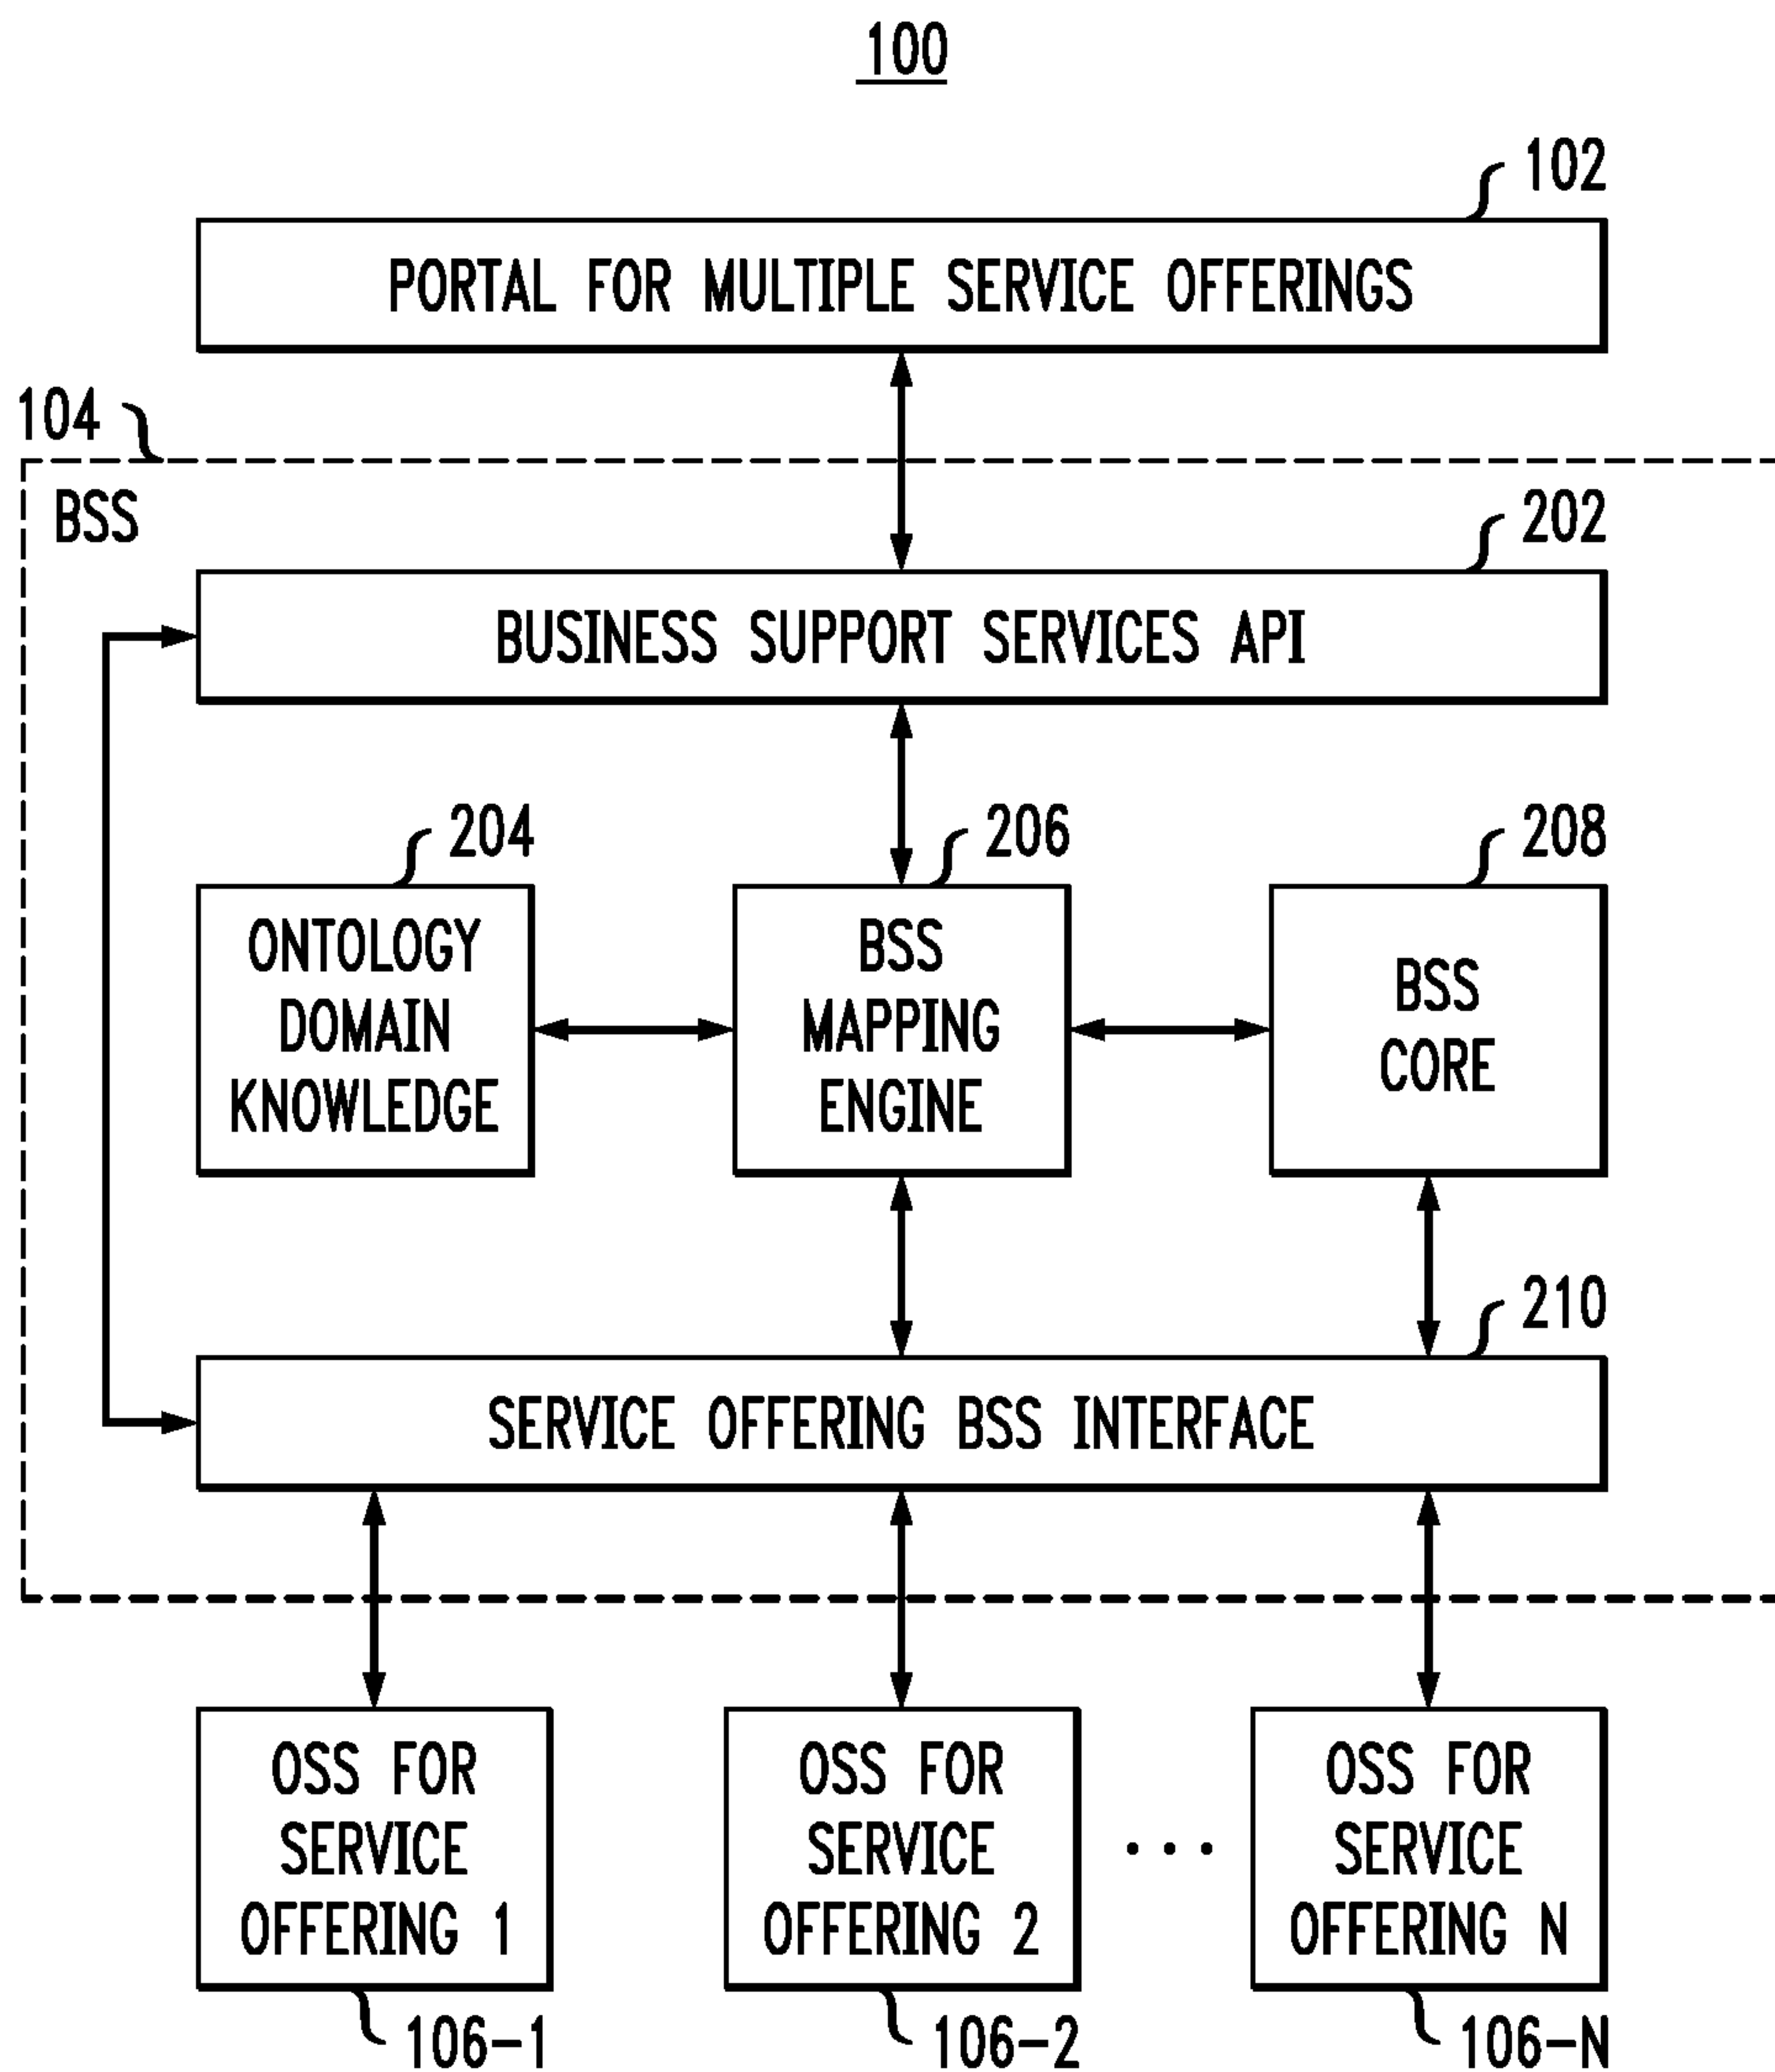 100
102
PORTAL FOR MULTIPLE SERVICE OFFERINGS
104
BSS
202
BUSINESS SUPPORT SERVICES API
204
206
208
ONTOLOGY
DOMAIN
KNOWLEDGE
BSS
MAPPING
ENGINE
BSS
CORE
210
SERVICE OFFERING BSS INTERFACE
OSS FOR
SERVICE
OFFERING 1
OSS FOR
SERVICE
OFFERING 2
...
OSS FOR
SERVICE
OFFERING N
106-1
106-2
106-N